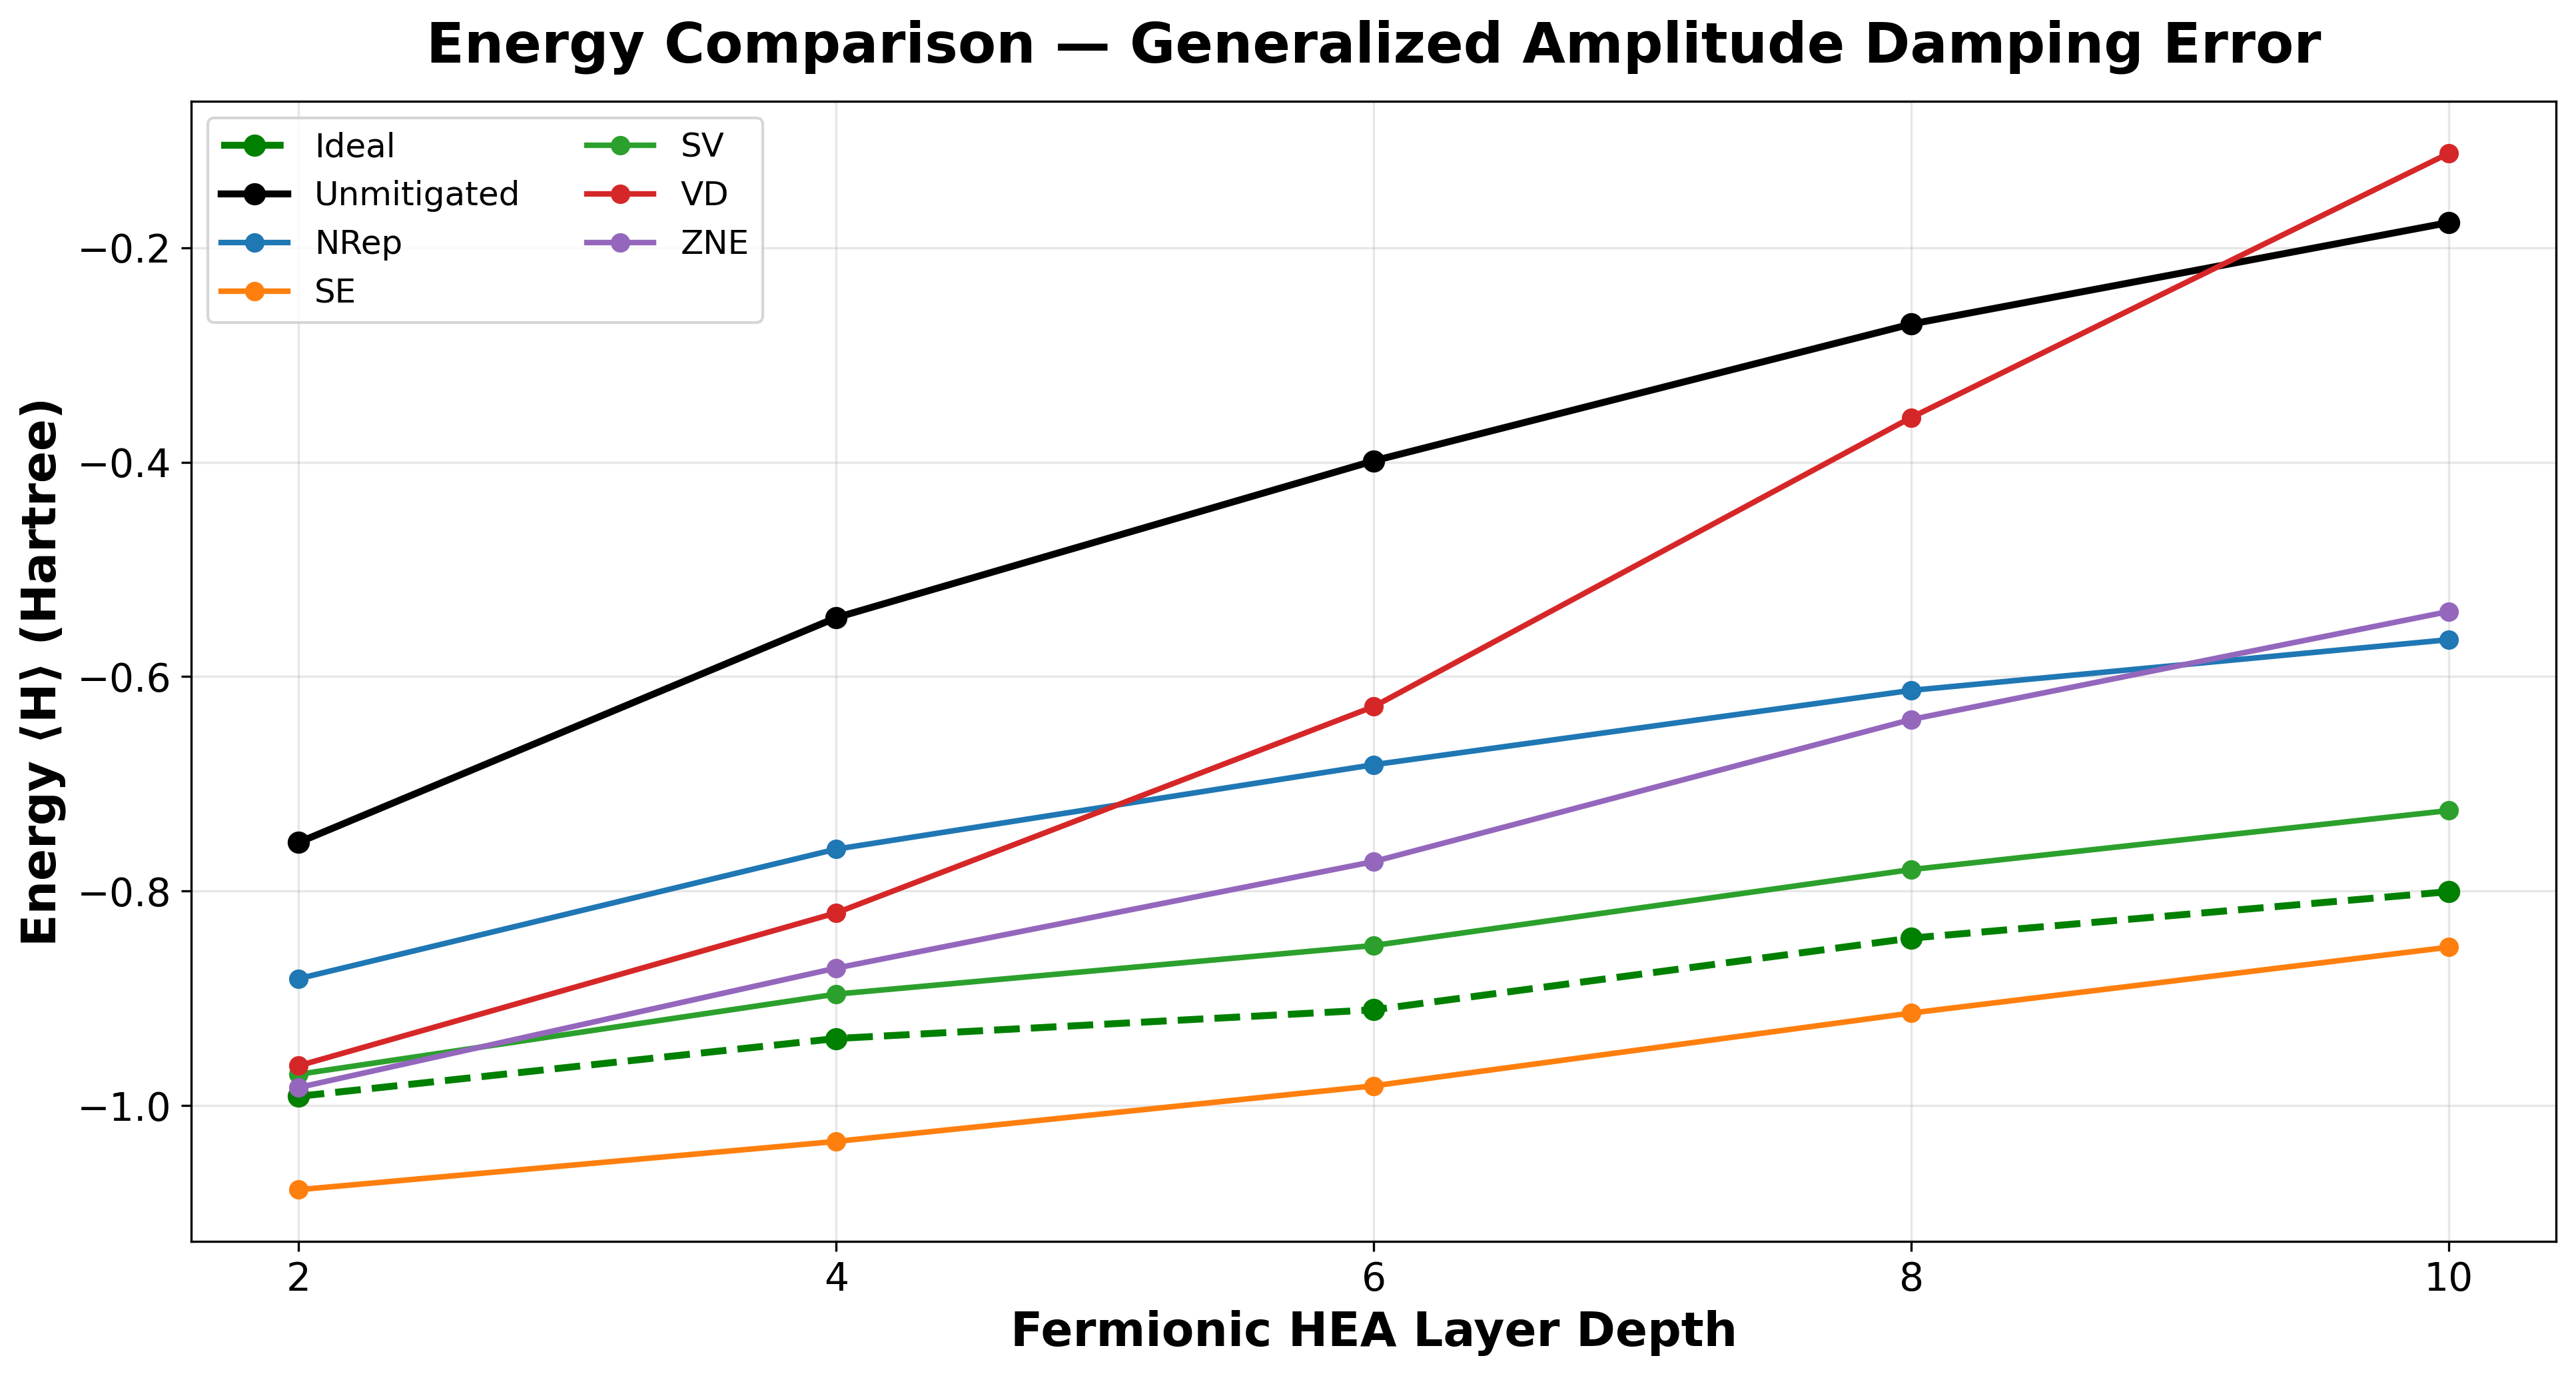 Energy Comparison — Generalized Amplitude Damping Error
Ideal
Unmitigated
NRep
SE
SV
VD
ZNE
Energy ⟨H⟩ (Hartree)
−0.2
−0.4
−0.6
−0.8
−1.0
2 4 6 8 10
Fermionic HEA Layer Depth